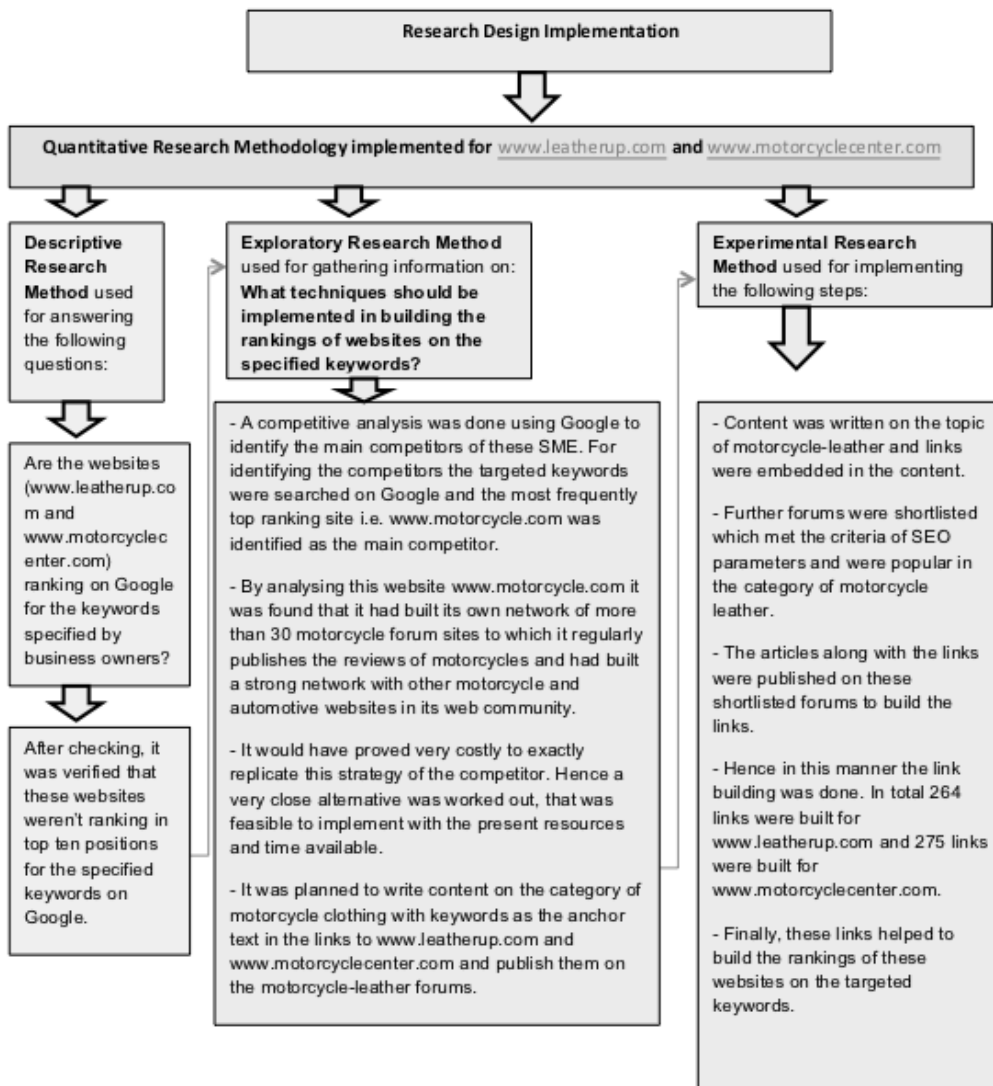 Research Design Implementation
Quantitative Research Methodology implemented for www.leatherup.com and www.motorcyclecenter.com
Descriptive
Research
Method used
for answering
the following
questions:
Are the websites
(www.leatherup.co
m and
www.motorcyclec
enter.com)
ranking on Google
for the keywords
specified by
business owners?
After checking, it
was verified that
these websites
weren't ranking in
top ten positions
for the specified
keywords on
Google.
Exploratory Research Method
used for gathering information on:
What techniques should be
implemented in building the
rankings of websites on the
specified keywords?
- A competitive analysis was done using Google to
identify the main competitors of these SME. For
identifying the competitors the targeted keywords
were searched on Google and the most frequently
top ranking site i.e. www.motorcycle.com was
identified as the main competitor.
- By analysing this website www.motorcycle.com it
was found that it had built its own network of more
than 30 motorcycle forum sites to which it regularly
publishes the reviews of motorcycles and had built
a strong network with other motorcycle and
automotive websites in its web community.
- It would have proved very costly to exactly
replicate this strategy of the competitor. Hence a
very close alternative was worked out, that was
feasible to implement with the present resources
and time available.
- It was planned to write content on the category of
motorcycle clothing with keywords as the anchor
text in the links to www.leatherup.com and
www.motorcyclecenter.com and publish them on
the motorcycle-leather forums.
Experimental Research
Method used for implementing
the following steps:
- Content was written on the topic
of motorcycle-leather and links
were embedded in the content.
- Further forums were shortlisted
which met the criteria of SEO
parameters and were popular in
the category of motorcycle
leather.
- The articles along with the links
were published on these
shortlisted forums to build the
links.
- Hence in this manner the link
building was done. In total 264
links were built for
www.leatherup.com and 275 links
were built for
www.motorcyclecenter.com.
- Finally, these links helped to
build the rankings of these
websites on the targeted
keywords.